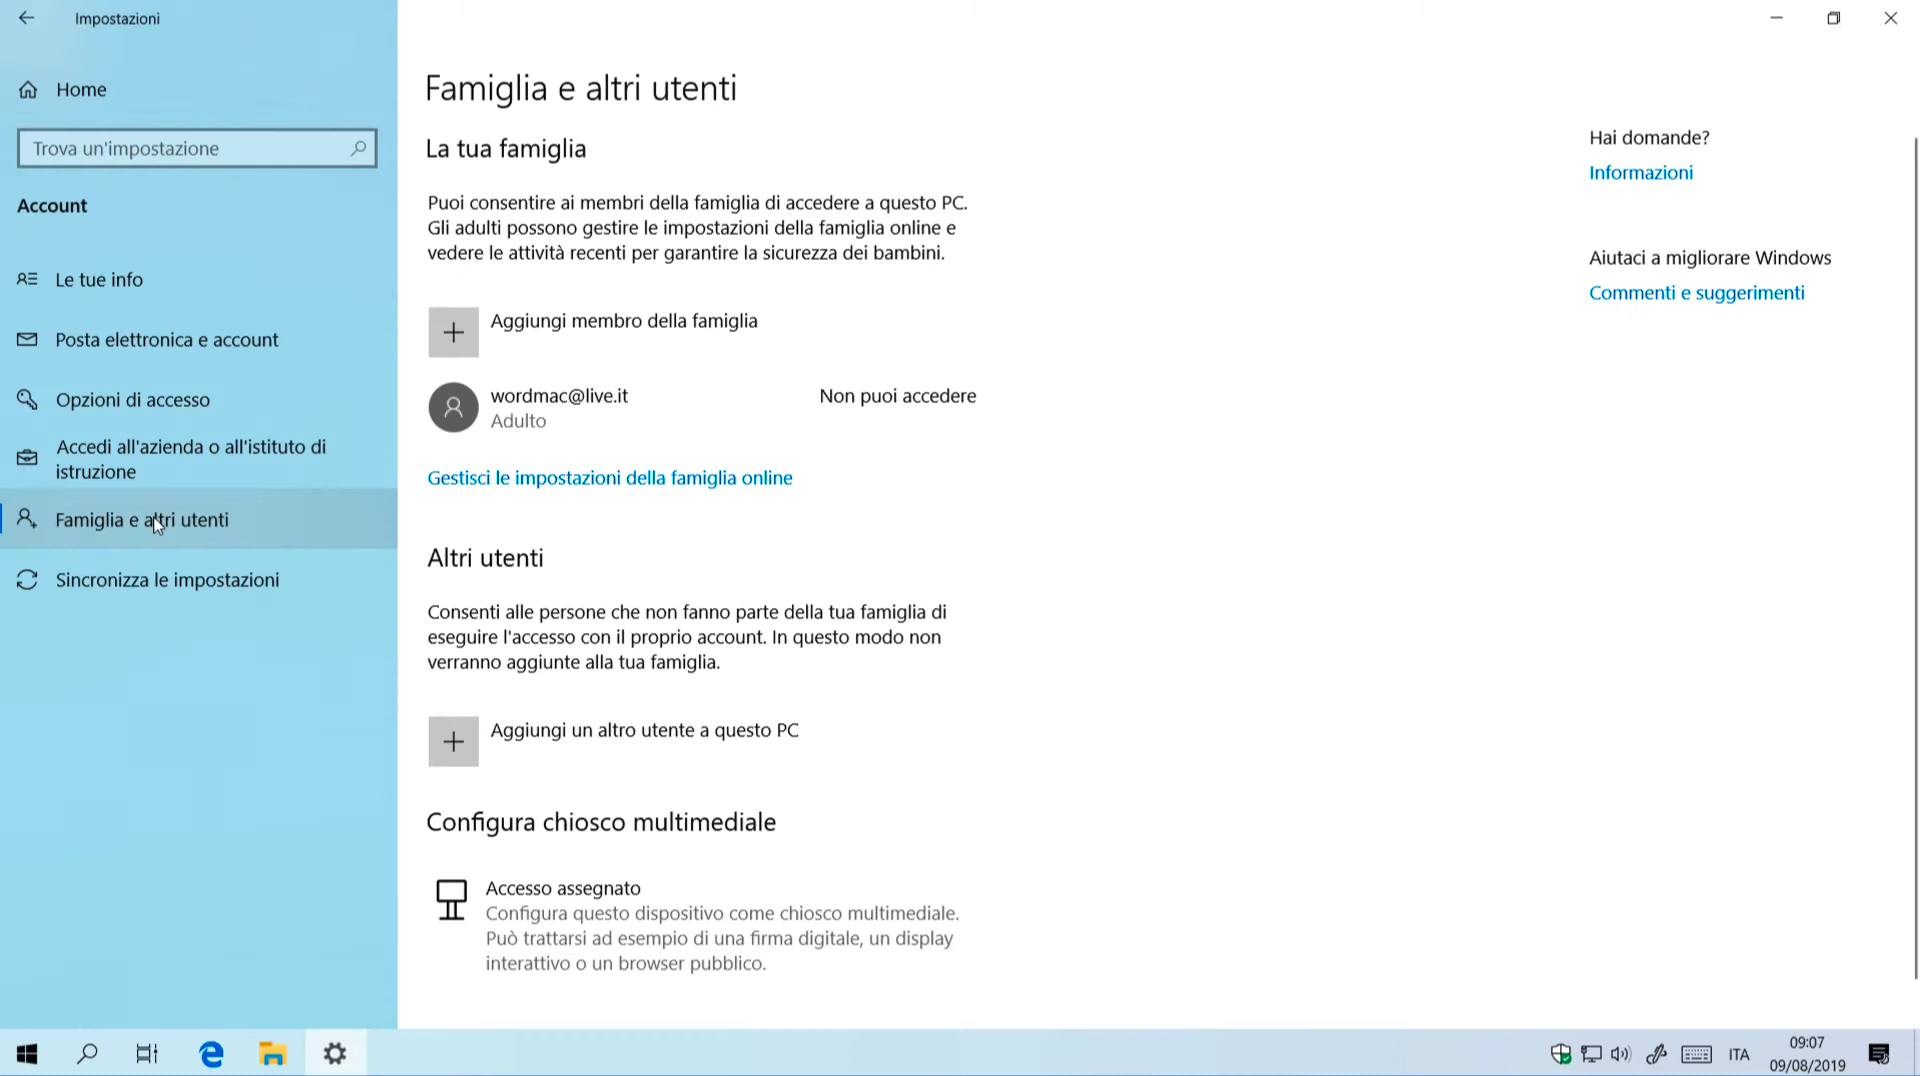 Impostazioni
Home
Trova un'impostazione
Account
Le tue info
Posta elettronica e account
Opzioni di accesso
Accedi all'azienda o all'istituto di
istruzione
Famiglia e altri utenti
Sincronizza le impostazioni
Famiglia e altri utenti
La tua famiglia
Puoi consentire ai membri della famiglia di accedere a questo PC.
Gli adulti possono gestire le impostazioni della famiglia online e
vedere le attività recenti per garantire la sicurezza dei bambini.
Aggiungi membro della famiglia
wordmac@live.it Non puoi accedere
Adulto
Gestisci le impostazioni della famiglia online
Altri utenti
Consenti alle persone che non fanno parte della tua famiglia di
eseguire l'accesso con il proprio account. In questo modo non
verranno aggiunte alla tua famiglia.
Aggiungi un altro utente a questo PC
Configura chiosco multimediale
Accesso assegnato
Configura questo dispositivo come chiosco multimediale.
Può trattarsi ad esempio di una firma digitale, un display
interattivo o un browser pubblico.
Hai domande?
Informazioni
Aiutaci a migliorare Windows
Commenti e suggerimenti
ITA
09:07
09/08/2019